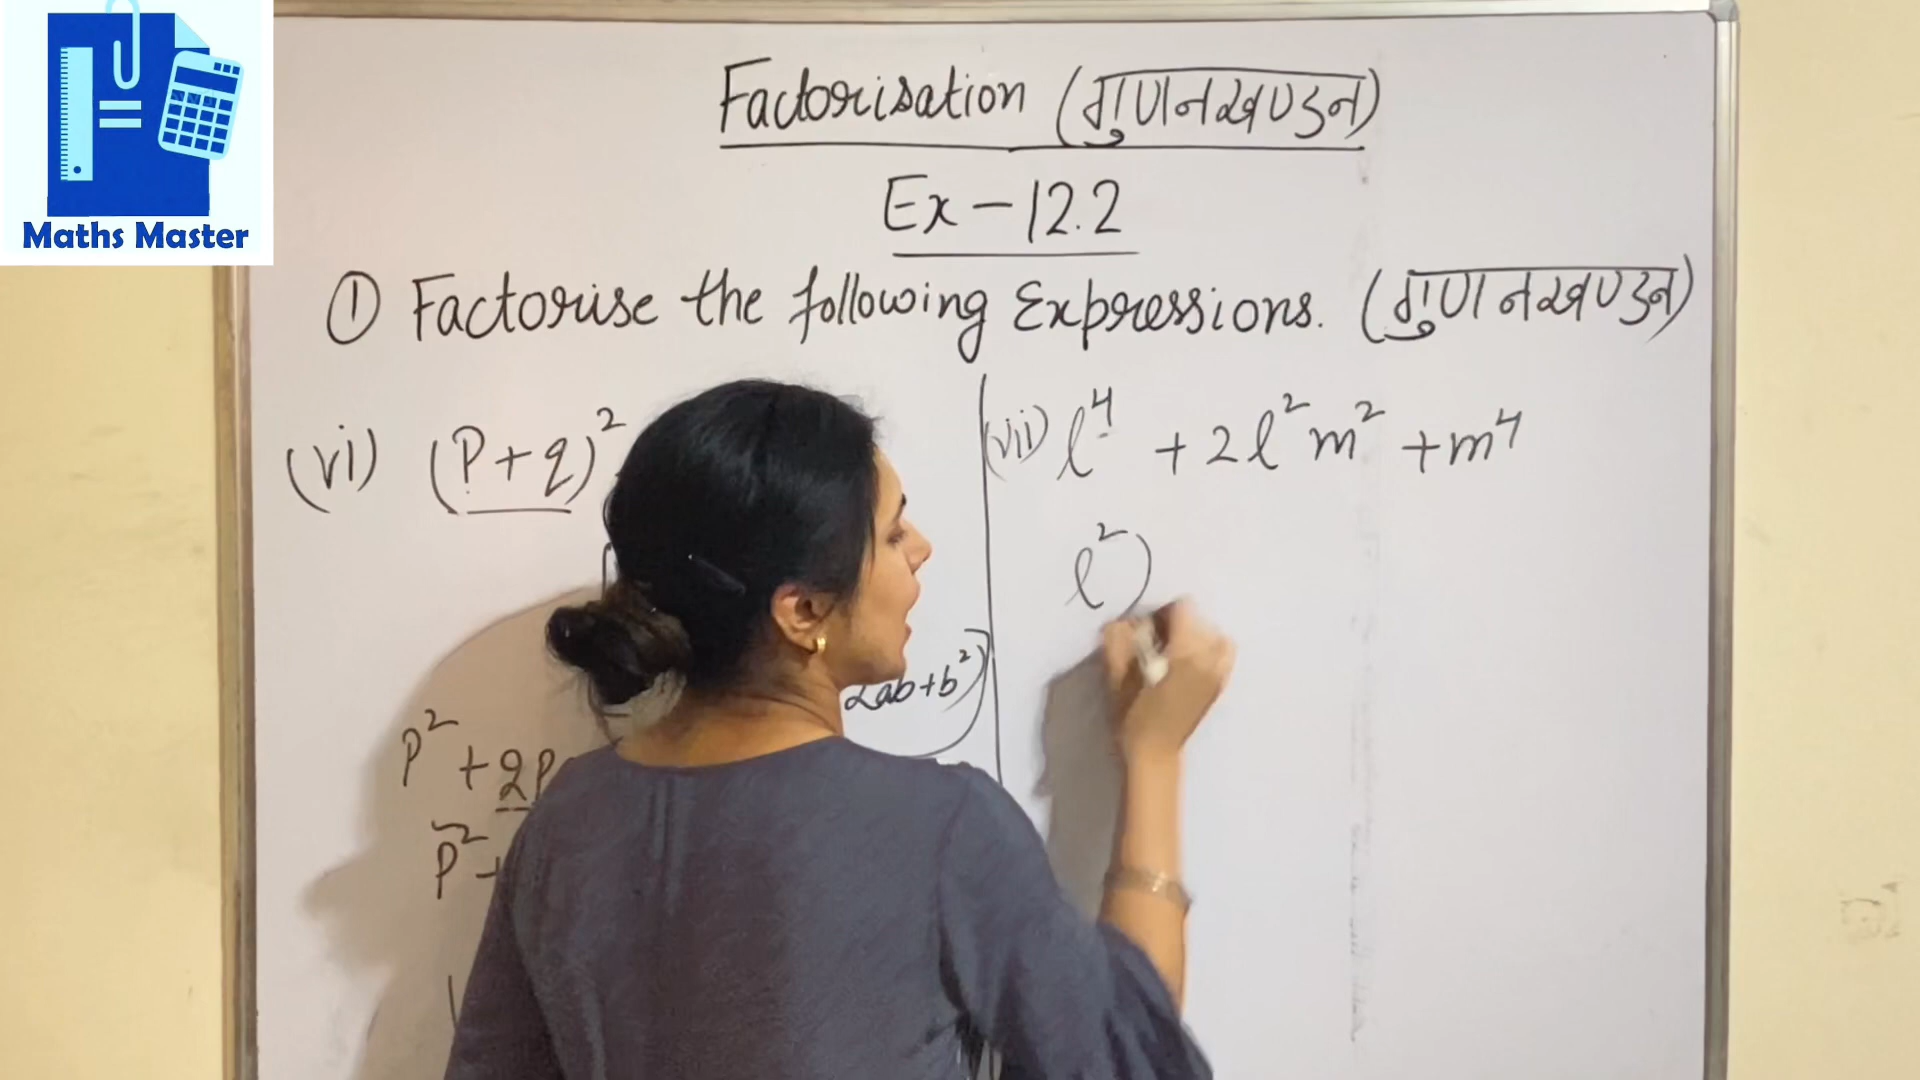 Maths Master
Factorisation (गुणनखण्डन)
Ex - 12.2
① Factorise the following Expressions. (गुणनखण्डन)
(vi) (p+q)²
2ab+b²)
p² + 2p
p² +
(vii) l⁴ + 2l²m² + m⁴
l²)